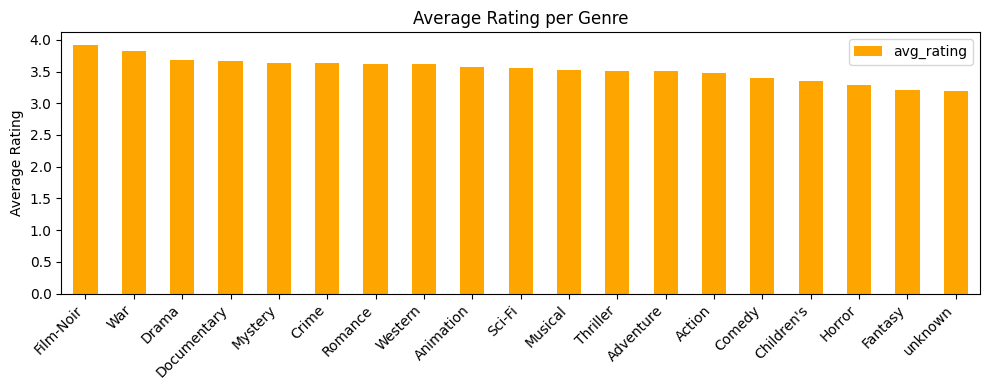 Average Rating per Genre
avg_rating
Average Rating
4.0
3.5
3.0
2.5
2.0
1.5
1.0
0.5
0.0
Film-Noir
War
Drama
Documentary
Mystery
Crime
Romance
Western
Animation
Sci-Fi
Musical
Thriller
Adventure
Action
Comedy
Children's
Horror
Fantasy
unknown